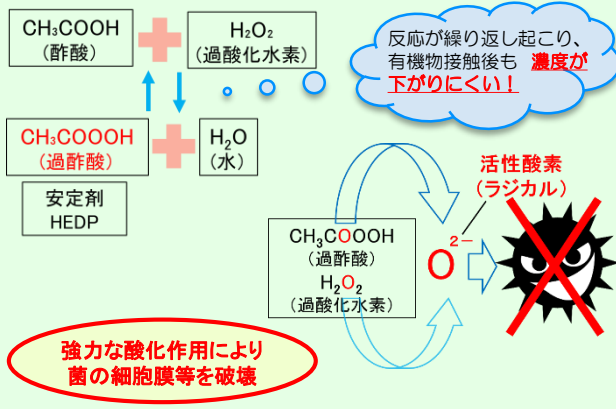 CH₃COOH
(酢酸)
H₂O₂
(過酸化水素)
反応が繰り返し起こり、
有機物接触後も 濃度が
下がりにくい!
CH₃COOOH
(過酢酸)
H₂O
(水)
安定剤
HEDP
活性酸素
(ラジカル)
CH₃COOOH
(過酢酸)
H₂O₂
(過酸化水素)
O²⁻
強力な酸化作用により
菌の細胞膜等を破壊